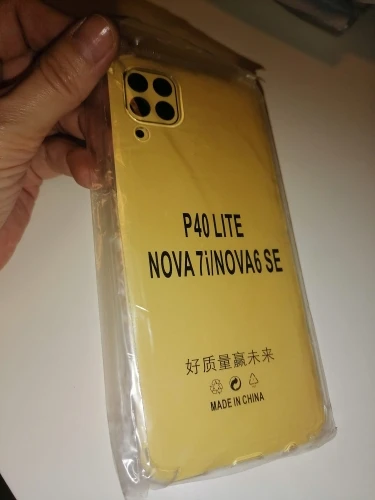 P40 LITE
NOVA 7i/NOVA6 SE
好质量赢未来
MADE IN CHINA